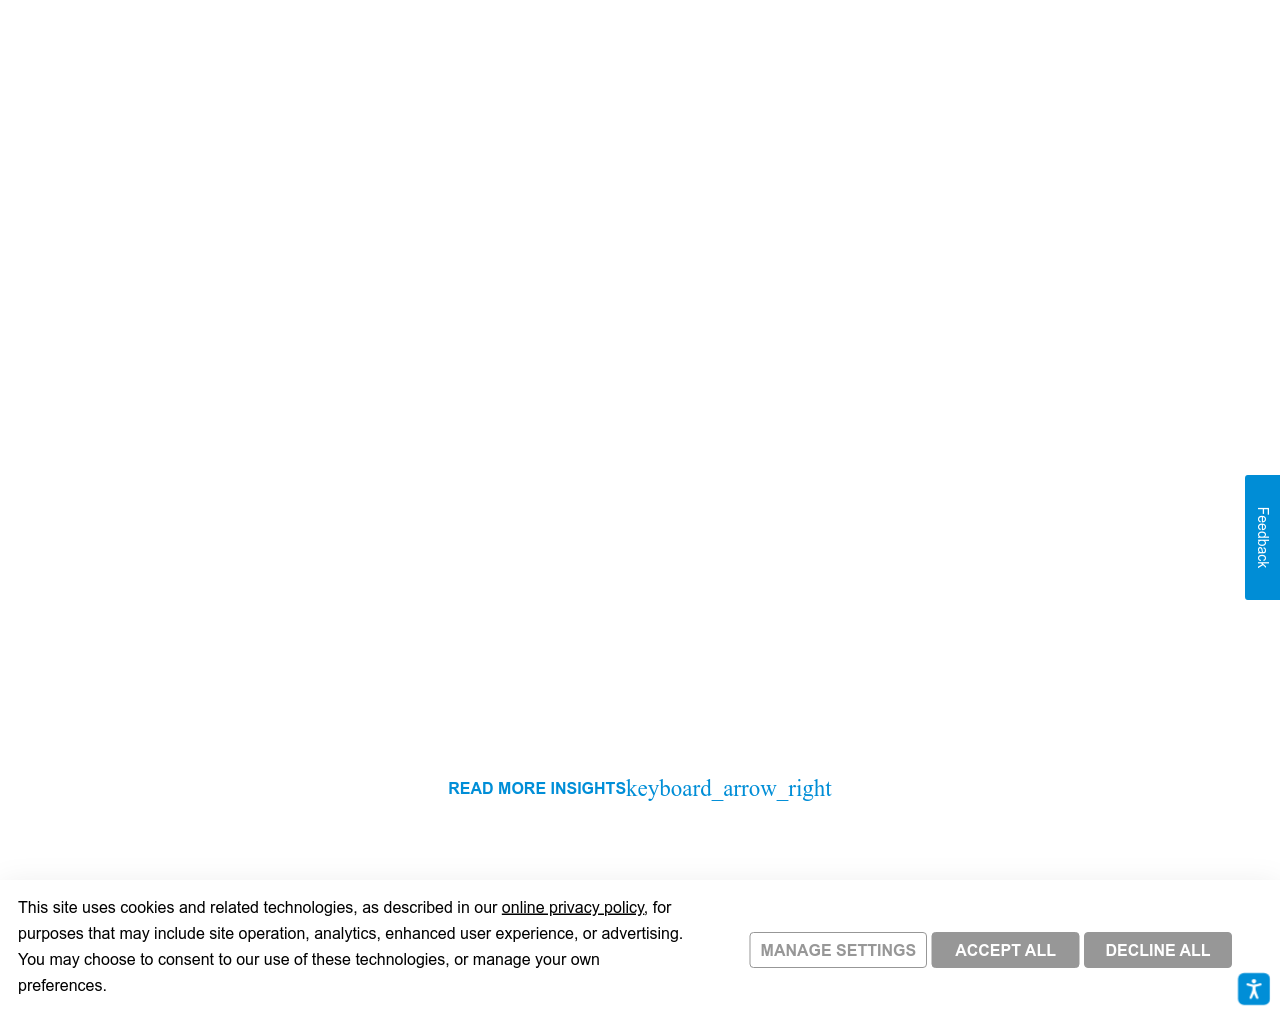 Feedback
READ MORE INSIGHTSkeyboard_arrow_right
This site uses cookies and related technologies, as described in our online privacy policy, for
purposes that may include site operation, analytics, enhanced user experience, or advertising.
You may choose to consent to our use of these technologies, or manage your own
preferences.
MANAGE SETTINGS ACCEPT ALL DECLINE ALL